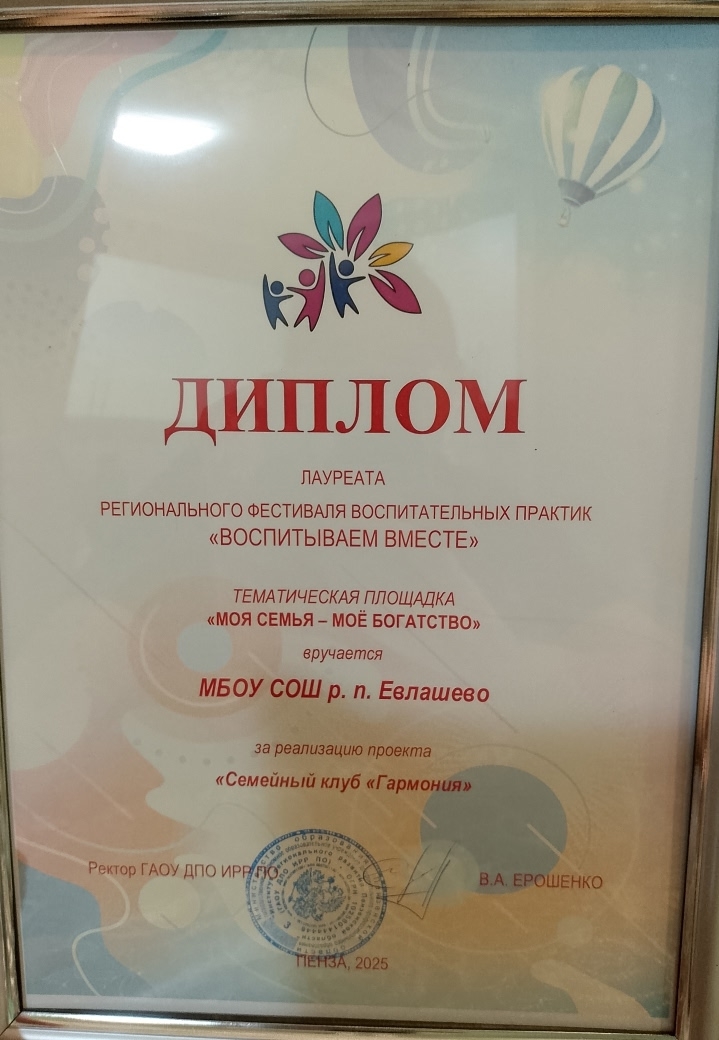 ДИПЛОМ
ЛАУРЕАТА
РЕГИОНАЛЬНОГО ФЕСТИВАЛЯ ВОСПИТАТЕЛЬНЫХ ПРАКТИК
«ВОСПИТЫВАЕМ ВМЕСТЕ»
ТЕМАТИЧЕСКАЯ ПЛОЩАДКА
«МОЯ СЕМЬЯ – МОЁ БОГАТСТВО»
вручается
МБОУ СОШ р. п. Евлашево
за реализацию проекта
«Семейный клуб «Гармония»
Ректор ГАОУ ДПО ИРР ПО
В.А. ЕРОШЕНКО
ПЕНЗА, 2025